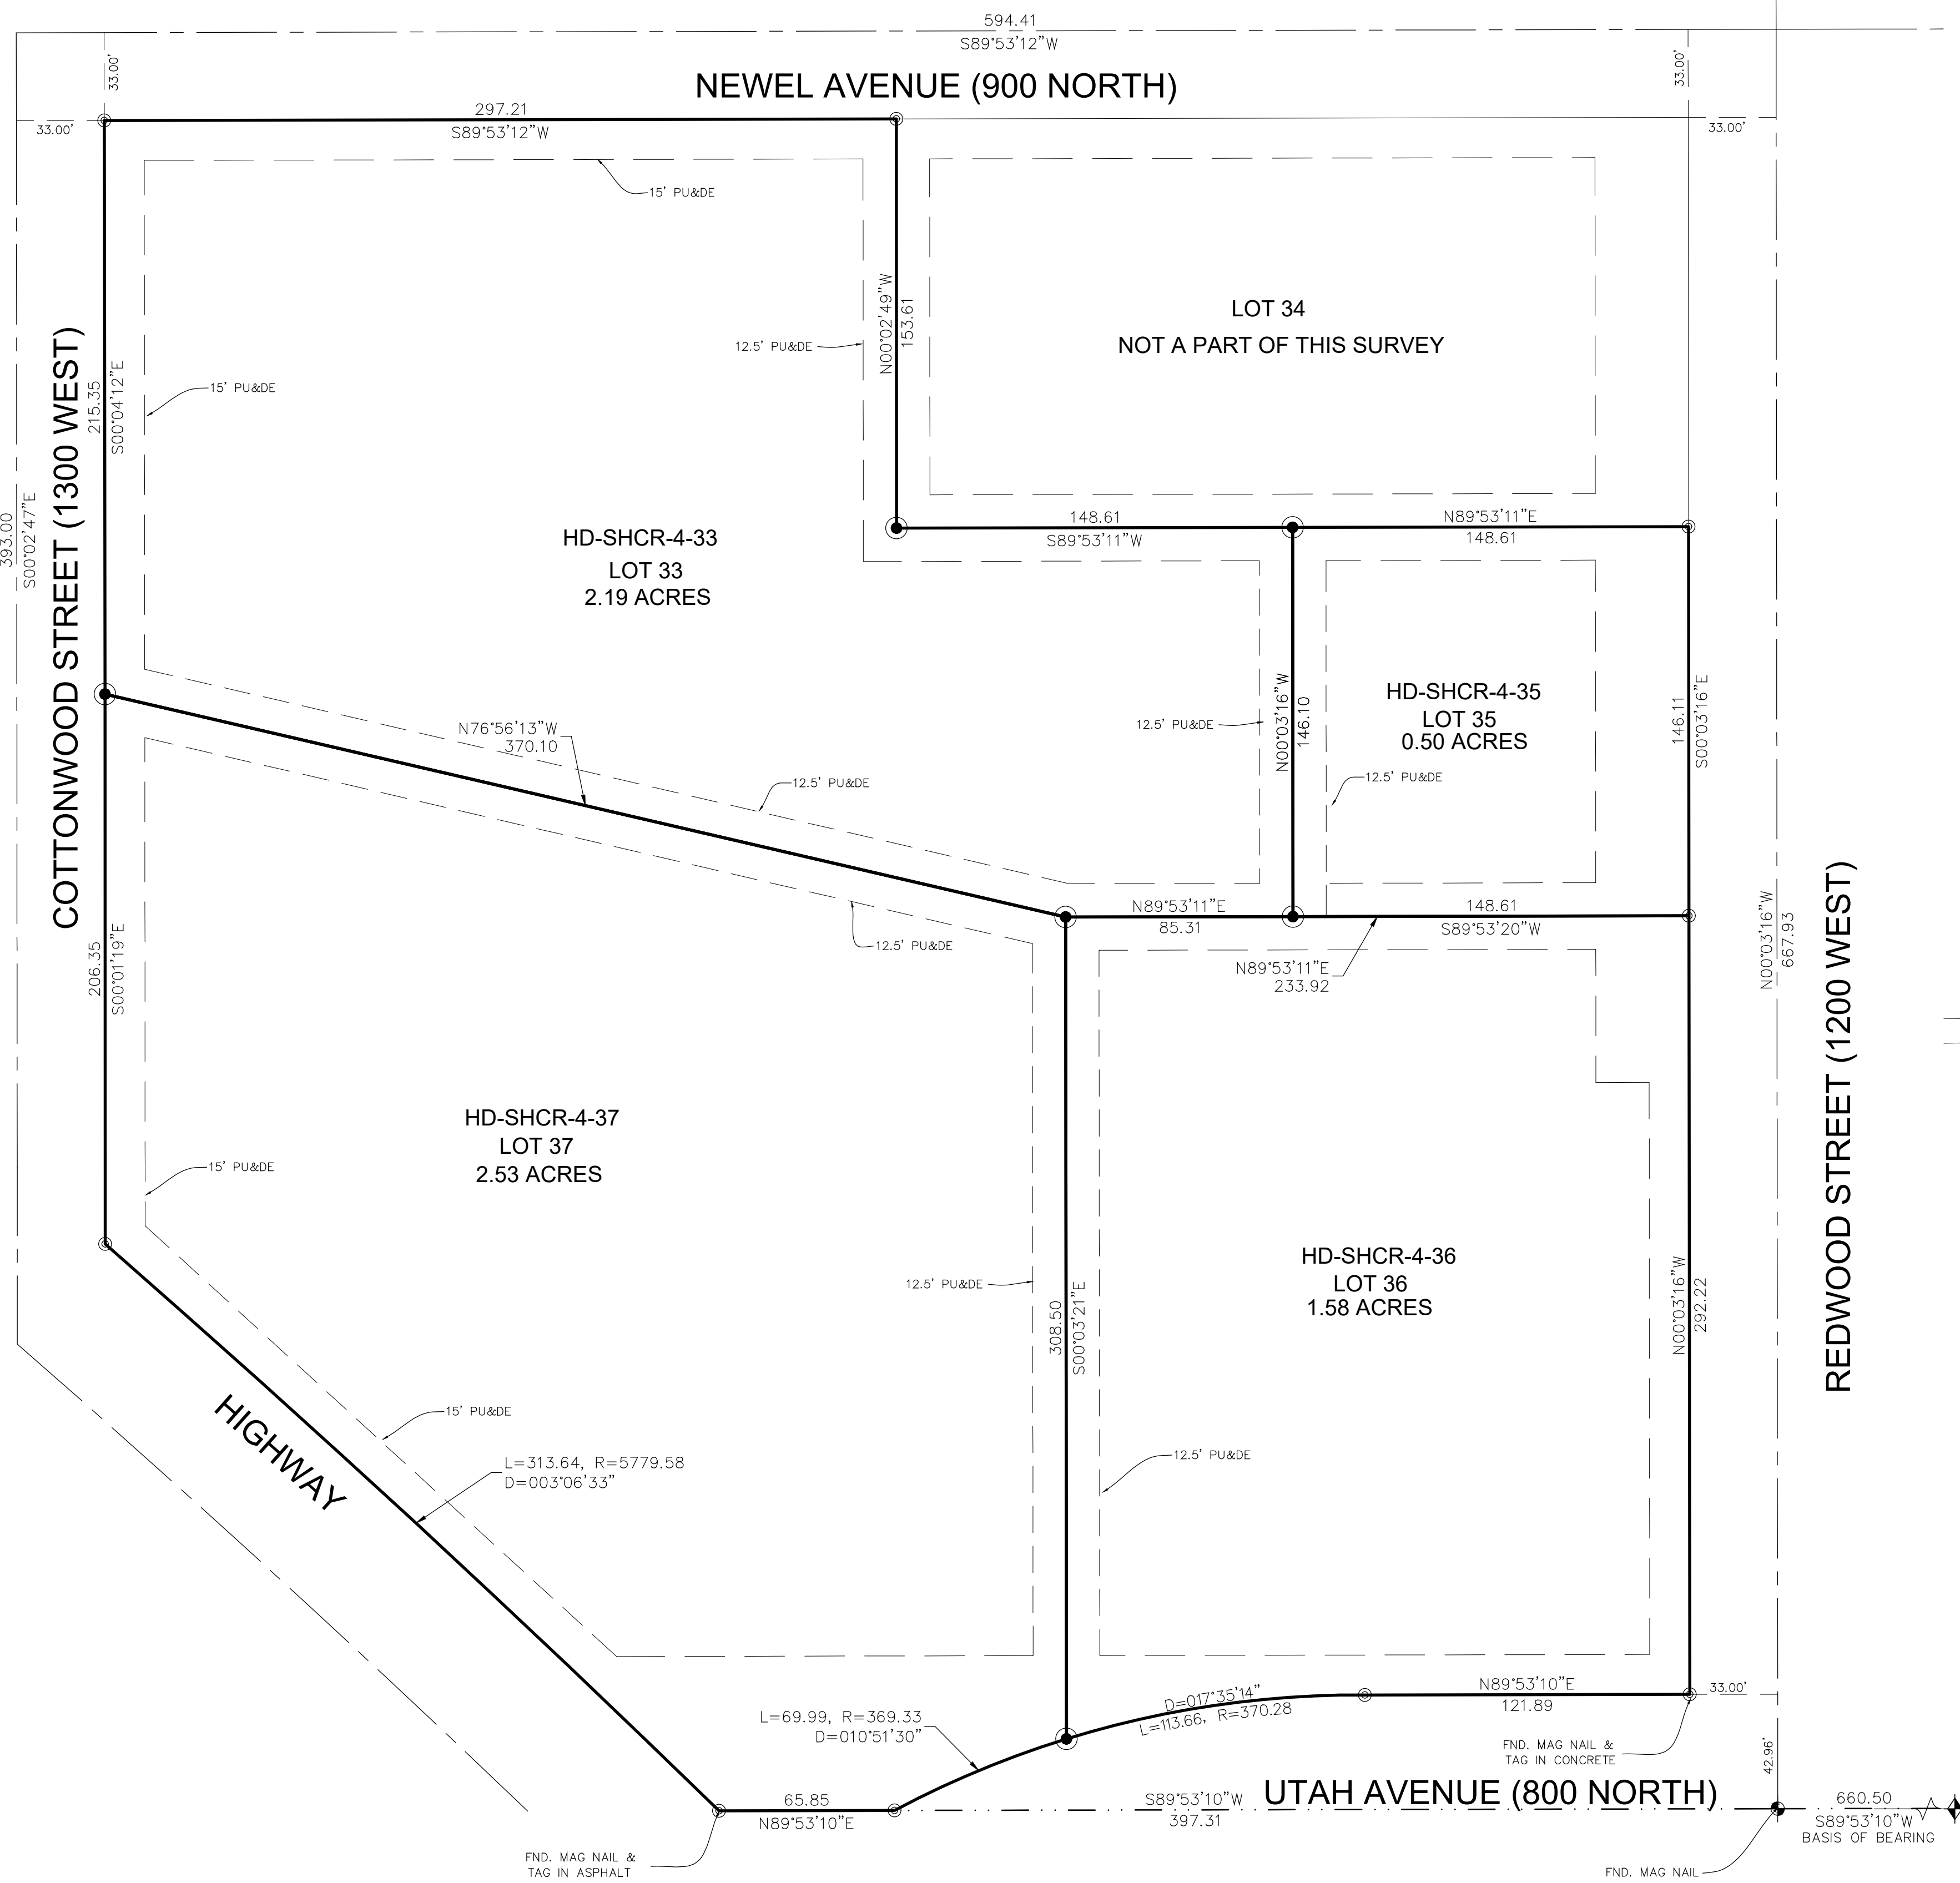 594.41
S89°53'12"W
33.00'
33.00'
NEWEL AVENUE (900 NORTH)
297.21
S89°53'12"W
33.00'
33.00'
15' PU&DE
N00°02'49"W
153.61
LOT 34
NOT A PART OF THIS SURVEY
12.5' PU&DE
15' PU&DE
COTTONWOOD STREET (1300 WEST)
215.35
S00°04'12"E
393.00
S00°02'47"E
148.61
S89°53'11"W
N89°53'11"E
148.61
HD-SHCR-4-33
LOT 33
2.19 ACRES
N76°56'13"W
370.10
12.5' PU&DE
12.5' PU&DE
N00°03'16"W
146.10
HD-SHCR-4-35
LOT 35
0.50 ACRES
12.5' PU&DE
146.11
S00°03'16"E
N89°53'11"E
85.31
148.61
S89°53'20"W
N89°53'11"E
233.92
12.5' PU&DE
206.35
S00°01'19"E
N00°03'16"W
667.93
REDWOOD STREET (1200 WEST)
HD-SHCR-4-37
LOT 37
2.53 ACRES
15' PU&DE
12.5' PU&DE
308.50
S00°03'21"E
HD-SHCR-4-36
LOT 36
1.58 ACRES
N00°03'16"W
292.22
15' PU&DE
HIGHWAY
L=313.64, R=5779.58
D=003°06'33"
12.5' PU&DE
L=69.99, R=369.33
D=010°51'30"
D=017°35'14"
L=113.66, R=370.28
N89°53'10"E
121.89
33.00'
FND. MAG NAIL &
TAG IN CONCRETE
42.96'
65.85
N89°53'10"E
S89°53'10"W
397.31
UTAH AVENUE (800 NORTH)
660.50
S89°53'10"W
BASIS OF BEARING
FND. MAG NAIL &
TAG IN ASPHALT
FND. MAG NAIL